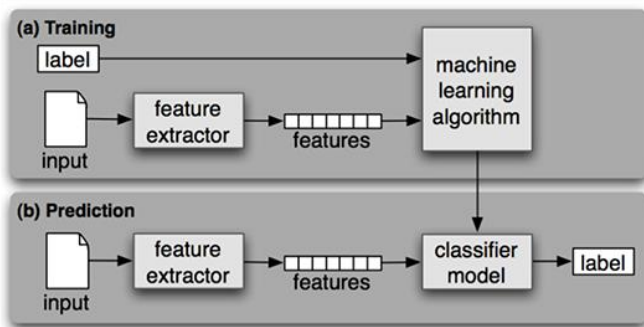 (a) Training
label
machine
learning
algorithm
feature
extractor
features
input
(b) Prediction
feature
extractor
classifier
model
label
features
input